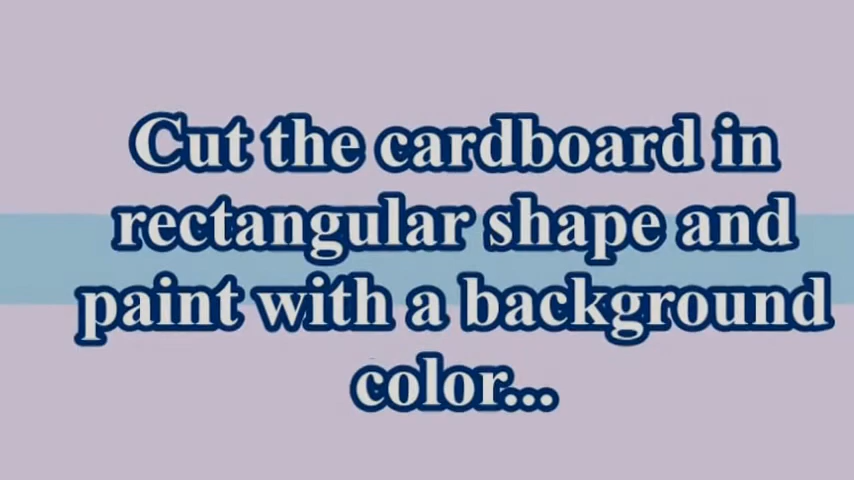 Cut the cardboard in
rectangular shape and
paint with a background
color...